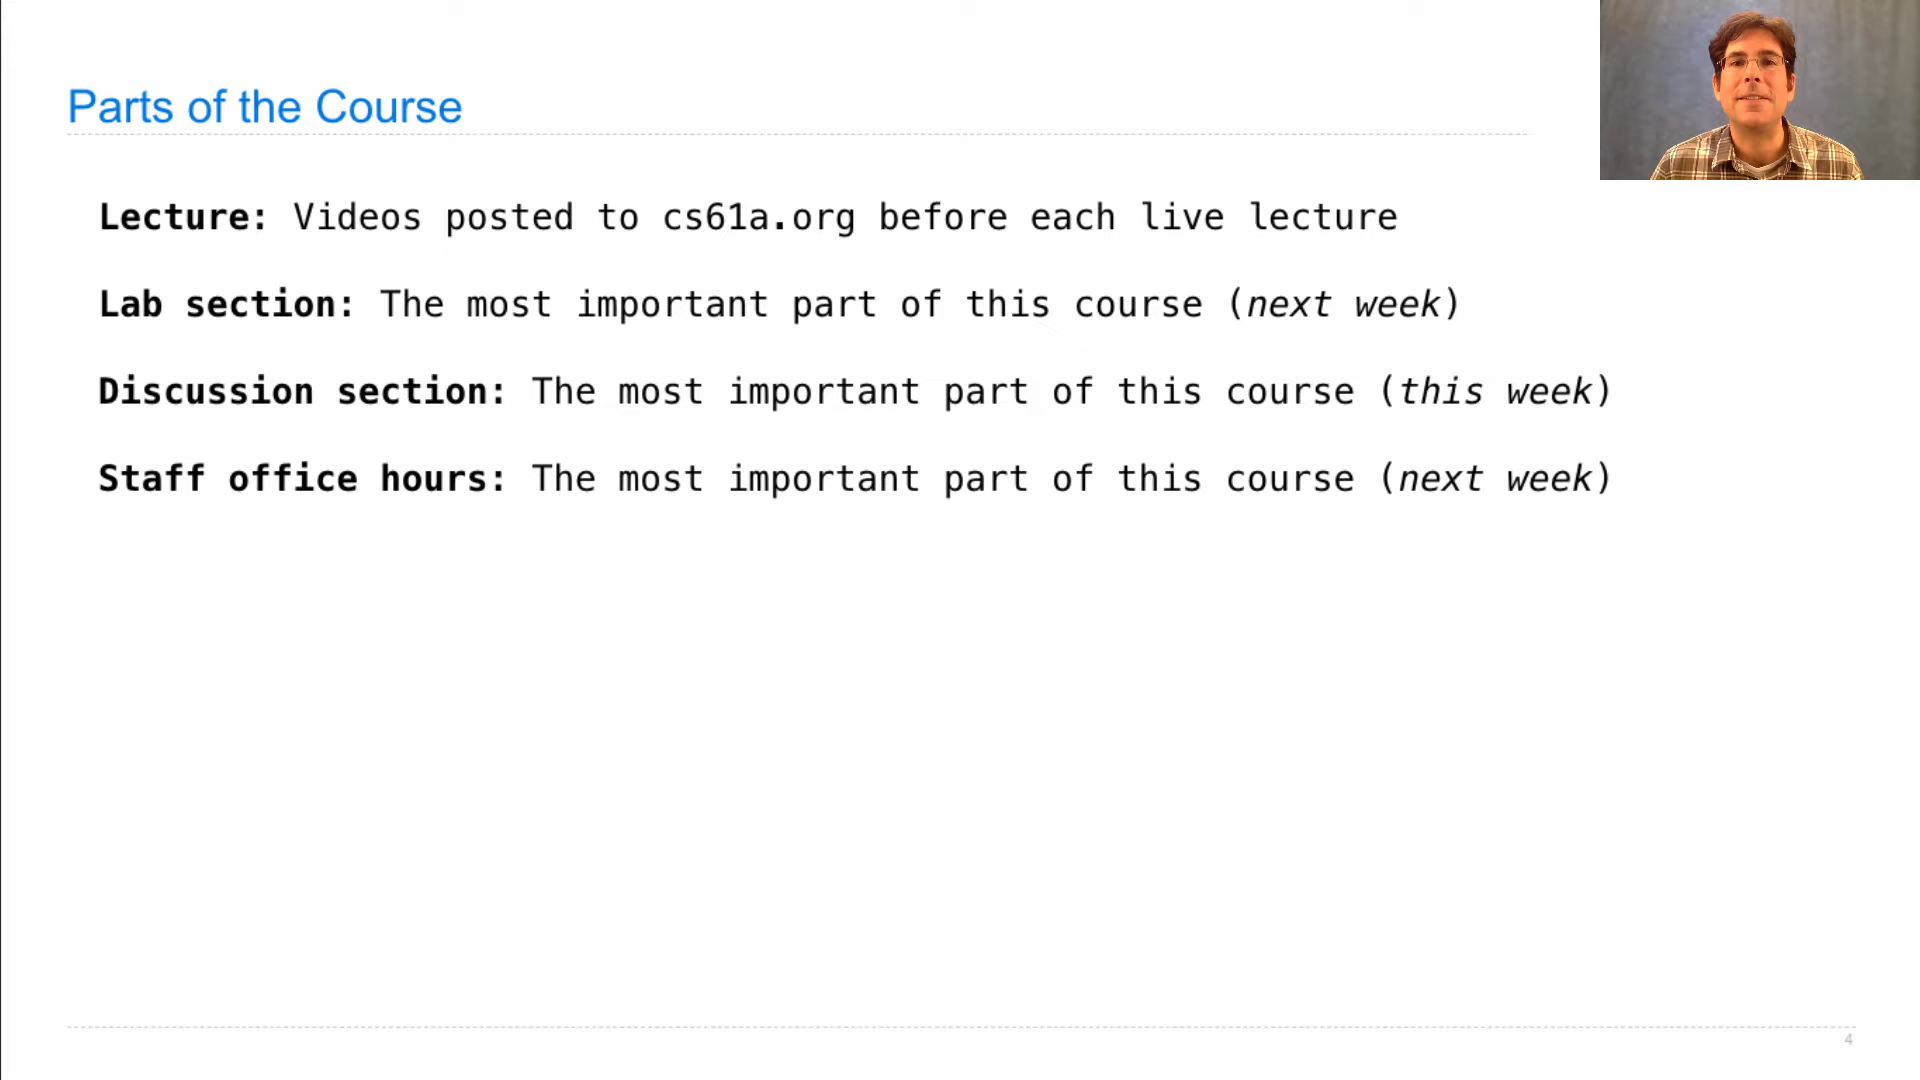 Parts of the Course
Lecture: Videos posted to cs61a.org before each live lecture
Lab section: The most important part of this course (next week)
Discussion section: The most important part of this course (this week)
Staff office hours: The most important part of this course (next week)
4